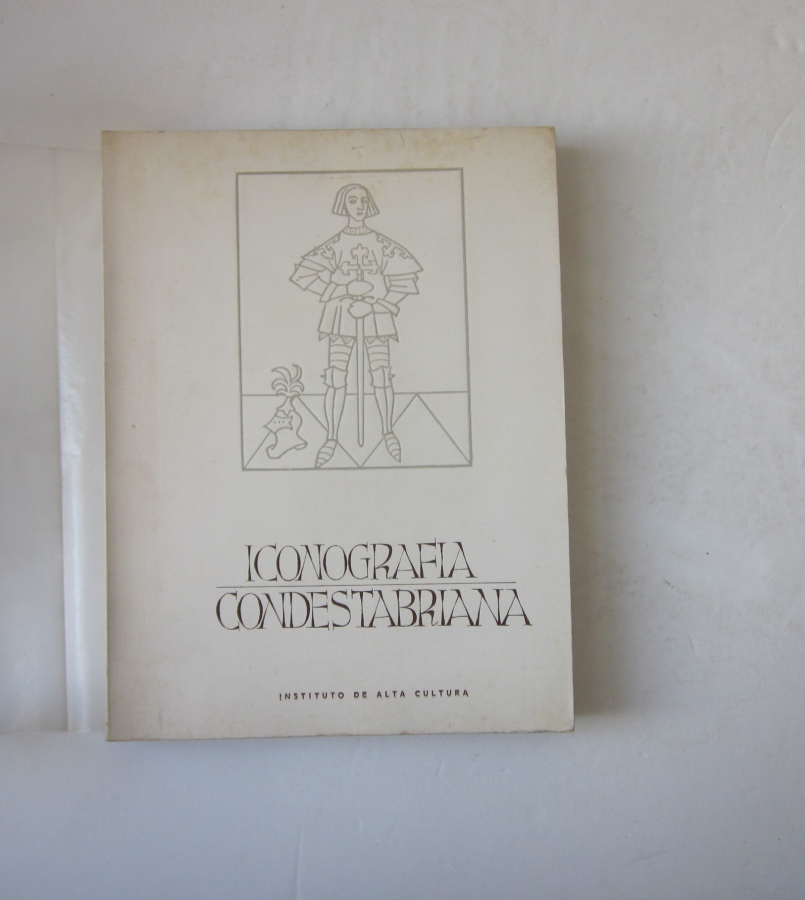 ICONOGRAFIA
CONDESTABRIANA
INSTITUTO DE ALTA CULTURA